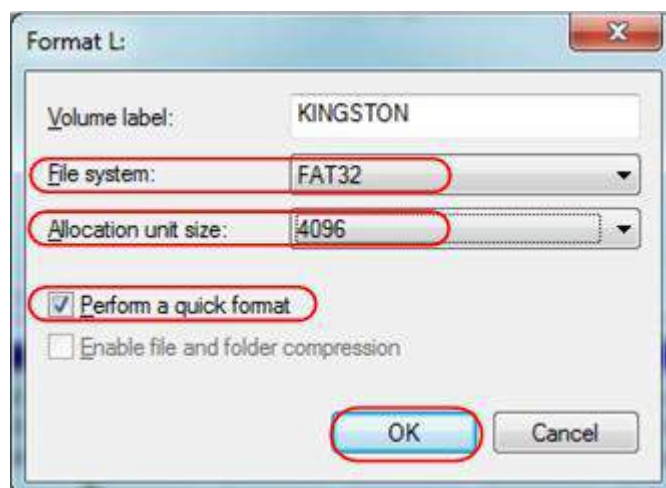 Format L:
Volume label: KINGSTON
File system: FAT32
Allocation unit size: 4096
Perform a quick format
Enable file and folder compression
OK Cancel